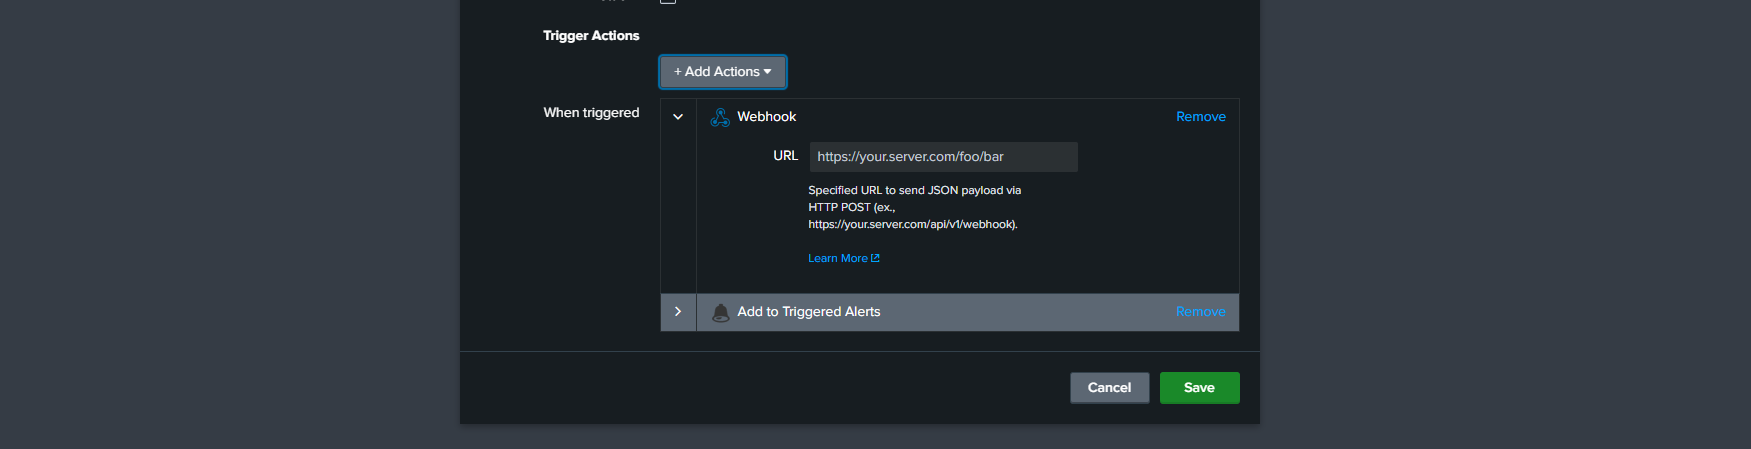 Trigger Actions
+ Add Actions
When triggered
Webhook
Remove
URL
https://your.server.com/foo/bar
Specified URL to send JSON payload via
HTTP POST (ex.,
https://your.server.com/api/v1/webhook).
Learn More
Add to Triggered Alerts
Remove
Cancel
Save